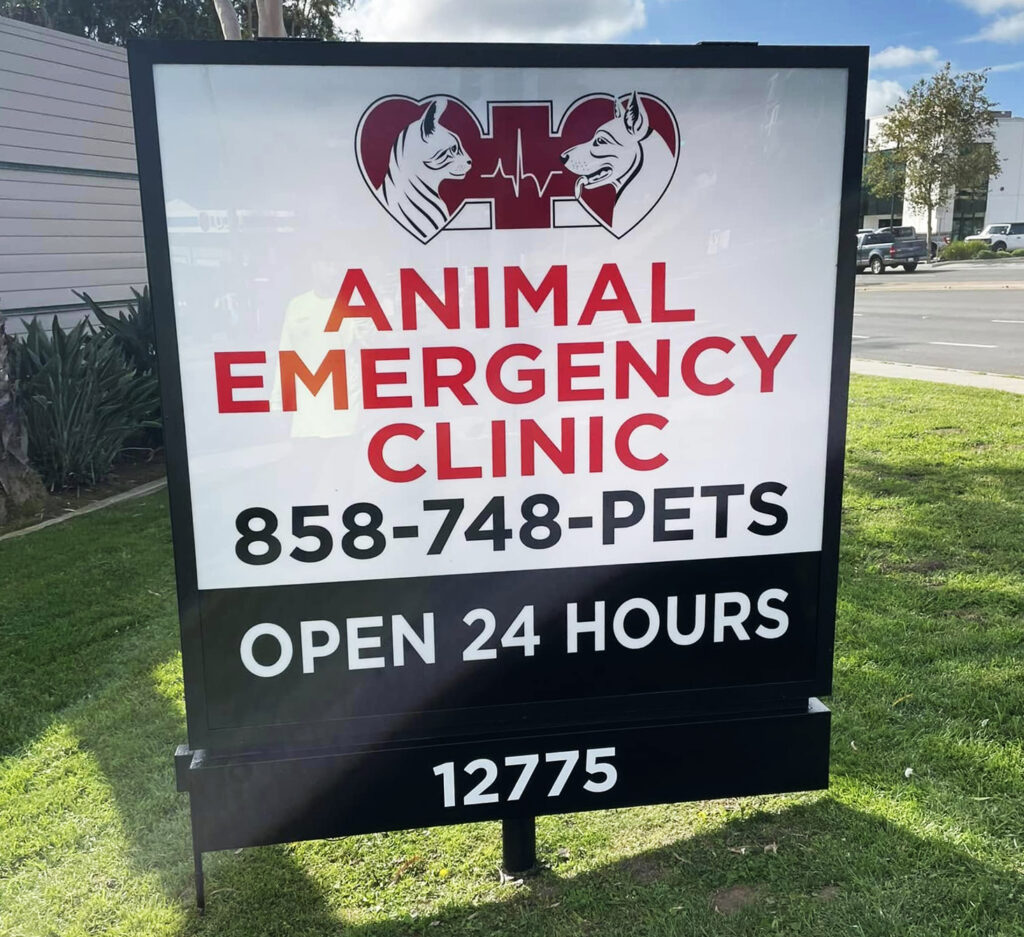 ANIMAL
EMERGENCY
CLINIC
858-748-PETS
OPEN 24 HOURS
12775